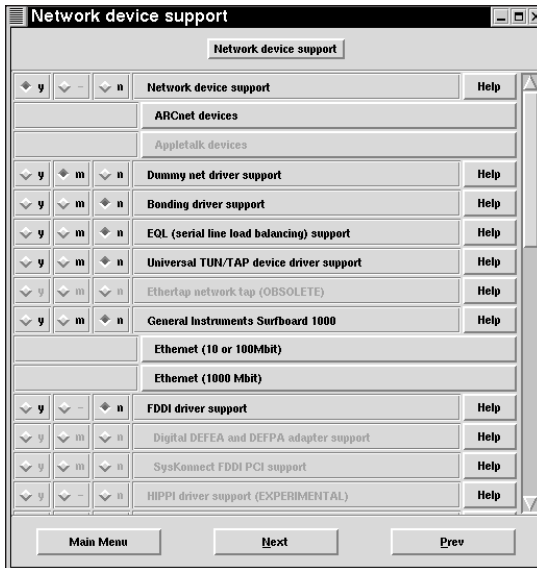 Network device support
Network device support
y - n Network device support Help
ARCnet devices
Appletalk devices
y m n Dummy net driver support Help
y m n Bonding driver support Help
y m n EQL (serial line load balancing) support Help
y m n Universal TUN/TAP device driver support Help
y m n Ethertap network tap (OBSOLETE) Help
y m n General Instruments Surfboard 1000 Help
Ethernet (10 or 100Mbit)
Ethernet (1000 Mbit)
y - n FDDI driver support Help
y m n Digital DEFEA and DEFPA adapter support Help
y m n SysKonnect FDDI PCI support Help
y - n HIPPI driver support (EXPERIMENTAL) Help
Main Menu Next Prev